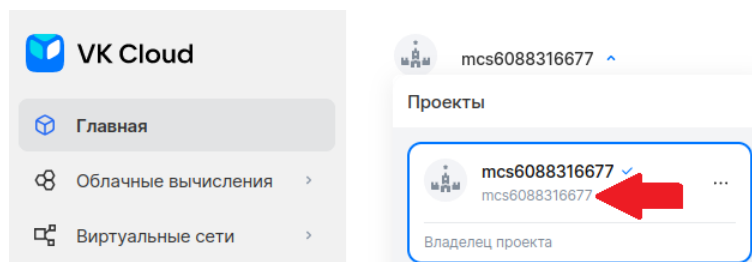 VK Cloud
Главная
Облачные вычисления
Виртуальные сети
mcs6088316677
Проекты
mcs6088316677
mcs6088316677
...
Владелец проекта